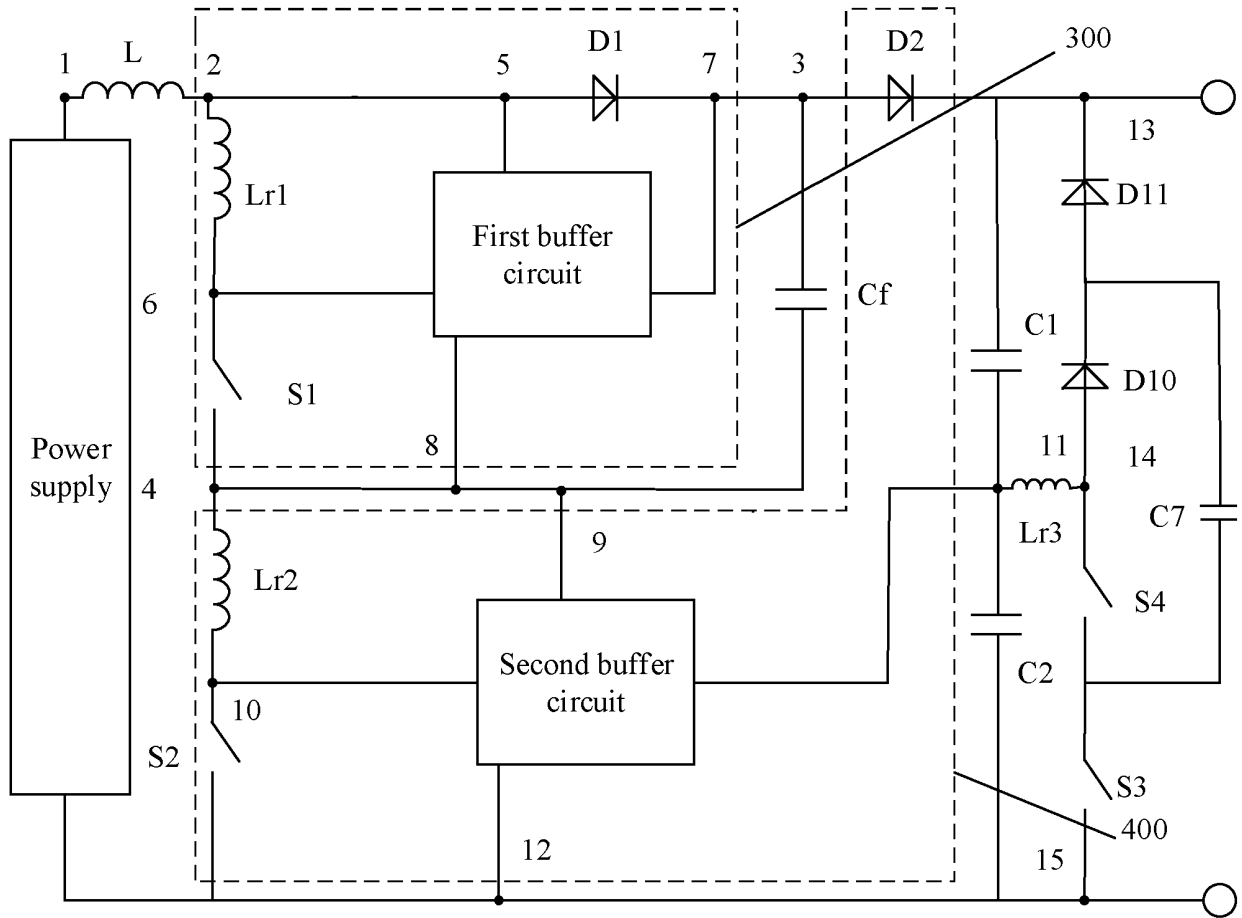 1
L
2
5
D1
7
3
D2
300
13
Lr1
First buffer
circuit
D11
6
Cf
C1
S1
D10
8
11
14
Power
supply
4
C7
9
Lr3
Lr2
S4
Second buffer
circuit
C2
10
S2
S3
400
12
15